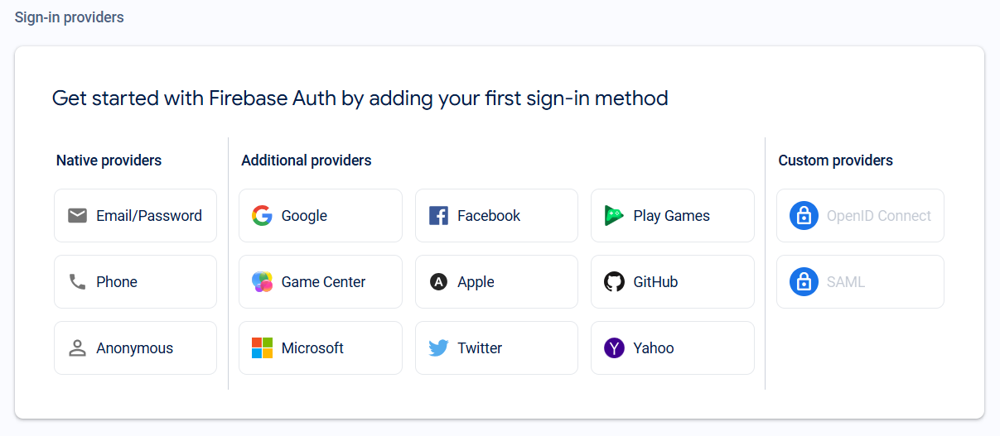 Sign-in providers
Get started with Firebase Auth by adding your first sign-in method
Native providers
Additional providers
Custom providers
Email/Password
Google
Facebook
Play Games
OpenID Connect
Phone
Game Center
Apple
GitHub
SAML
Anonymous
Microsoft
Twitter
Yahoo